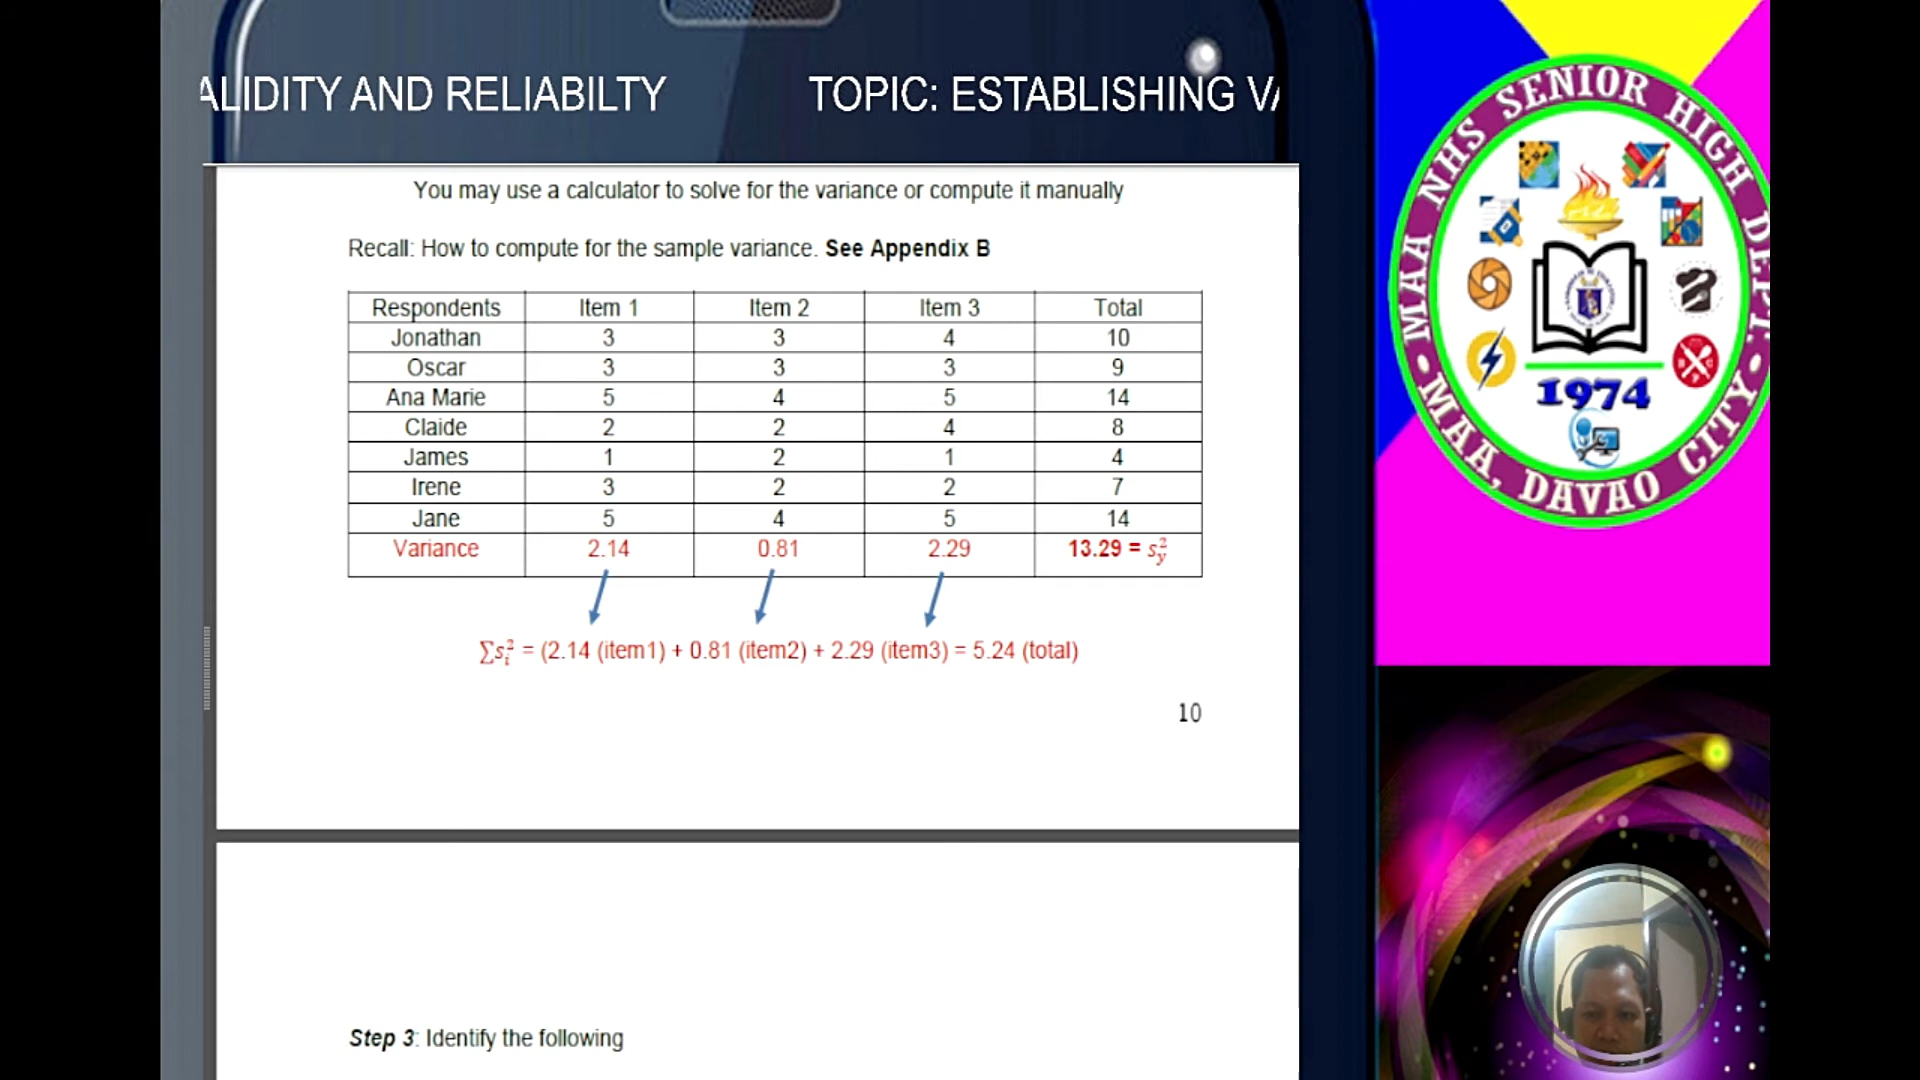 ALIDITY AND RELIABILTY TOPIC: ESTABLISHING VA
You may use a calculator to solve for the variance or compute it manually
Recall: How to compute for the sample variance. See Appendix B
Respondents Item 1 Item 2 Item 3 Total
Jonathan 3 3 4 10
Oscar 3 3 3 9
Ana Marie 5 4 5 14
Claide 2 2 4 8
James 1 2 1 4
Irene 3 2 2 7
Jane 5 4 5 14
Variance 2.14 0.81 2.29 13.29 = s_y^2
∑s_i^2 = (2.14 (item1) + 0.81 (item2) + 2.29 (item3) = 5.24 (total)
10
Step 3: Identify the following
MAA NHS SENIOR HIGH DEPT.
1974
MAA, DAVAO CITY